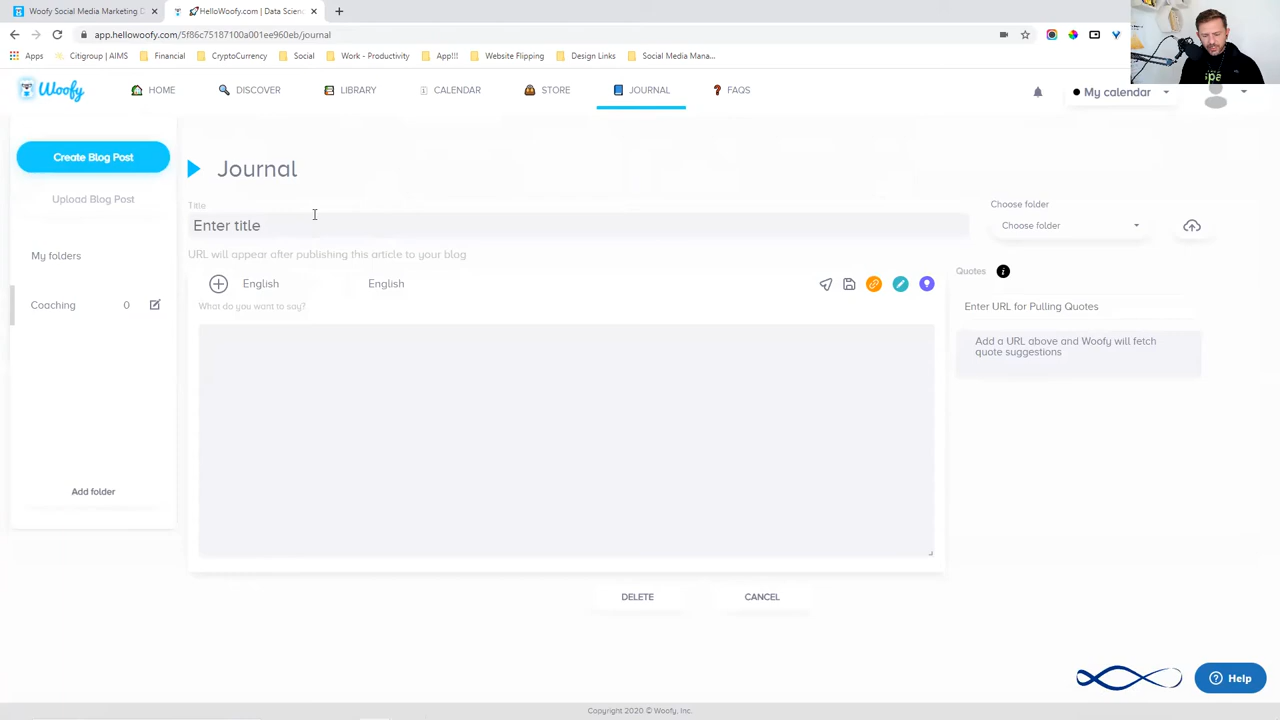 Woofy Social Media Marketing D
HelloWoofy.com | Data Scienc
app.hellowoofy.com/5f86c75187100a001ee960eb/journal
Apps
Citigroup | AIMS
Financial
CryptoCurrency
Social
Work - Productivity
App!!!
Website Flipping
Design Links
Social Media Mana...
Woofy
HOME
DISCOVER
LIBRARY
CALENDAR
STORE
JOURNAL
FAQS
My calendar
Create Blog Post
Upload Blog Post
My folders
Coaching 0
Add folder
Journal
Title
Enter title
URL will appear after publishing this article to your blog
Choose folder
Choose folder
English
English
What do you want to say?
Quotes
Enter URL for Pulling Quotes
Add a URL above and Woofy will fetch
quote suggestions
DELETE
CANCEL
Help
Copyright 2020 © Woofy, Inc.